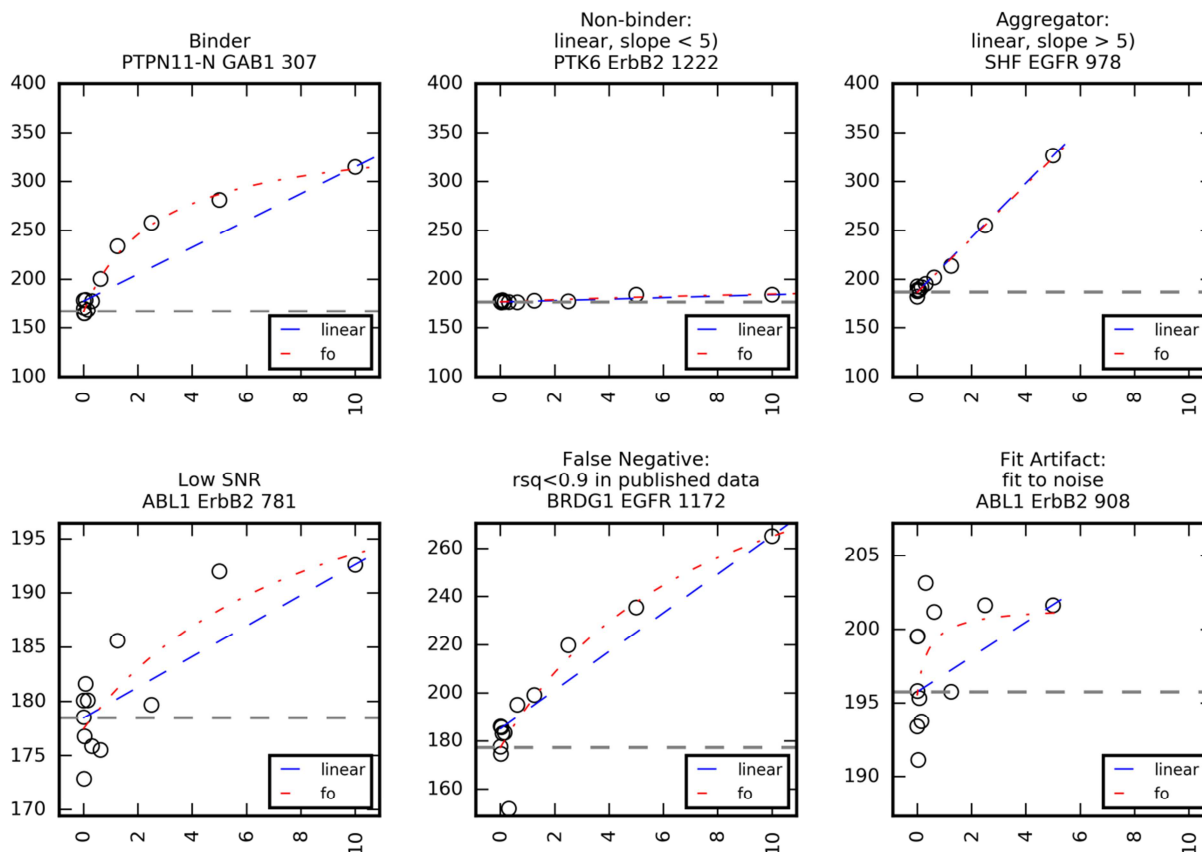 Binder
PTPN11-N GAB1 307
400
350
300
250
200
150
100
linear
fo
0
2
4
6
8
10
Non-binder:
linear, slope < 5)
PTK6 ErbB2 1222
400
350
300
250
200
150
100
linear
fo
0
2
4
6
8
10
Aggregator:
linear, slope > 5)
SHF EGFR 978
400
350
300
250
200
150
100
linear
fo
0
2
4
6
8
10
Low SNR
ABL1 ErbB2 781
195
190
185
180
175
170
linear
fo
0
2
4
6
8
10
False Negative:
rsq<0.9 in published data
BRDG1 EGFR 1172
260
240
220
200
180
160
linear
fo
0
2
4
6
8
10
Fit Artifact:
fit to noise
ABL1 ErbB2 908
205
200
195
190
linear
fo
0
2
4
6
8
10